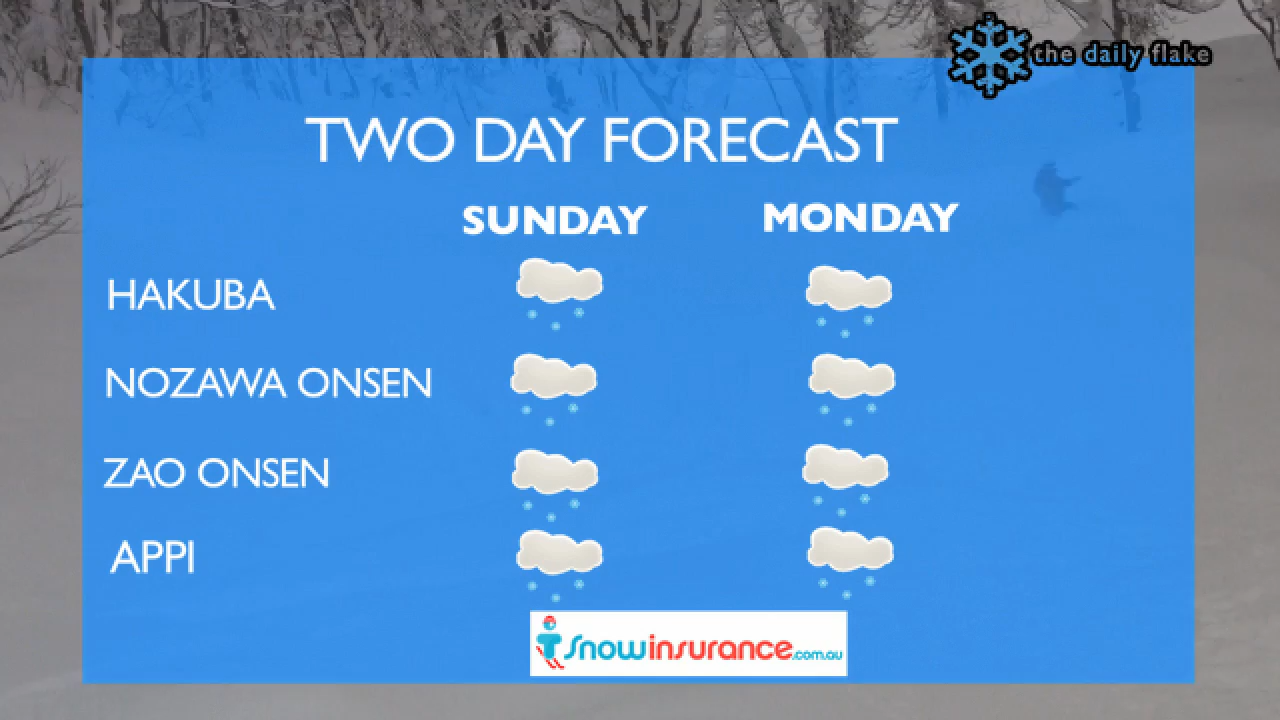 the daily flake
TWO DAY FORECAST
SUNDAY MONDAY
HAKUBA
NOZAWA ONSEN
ZAO ONSEN
APPI
snowinsurance.com.au